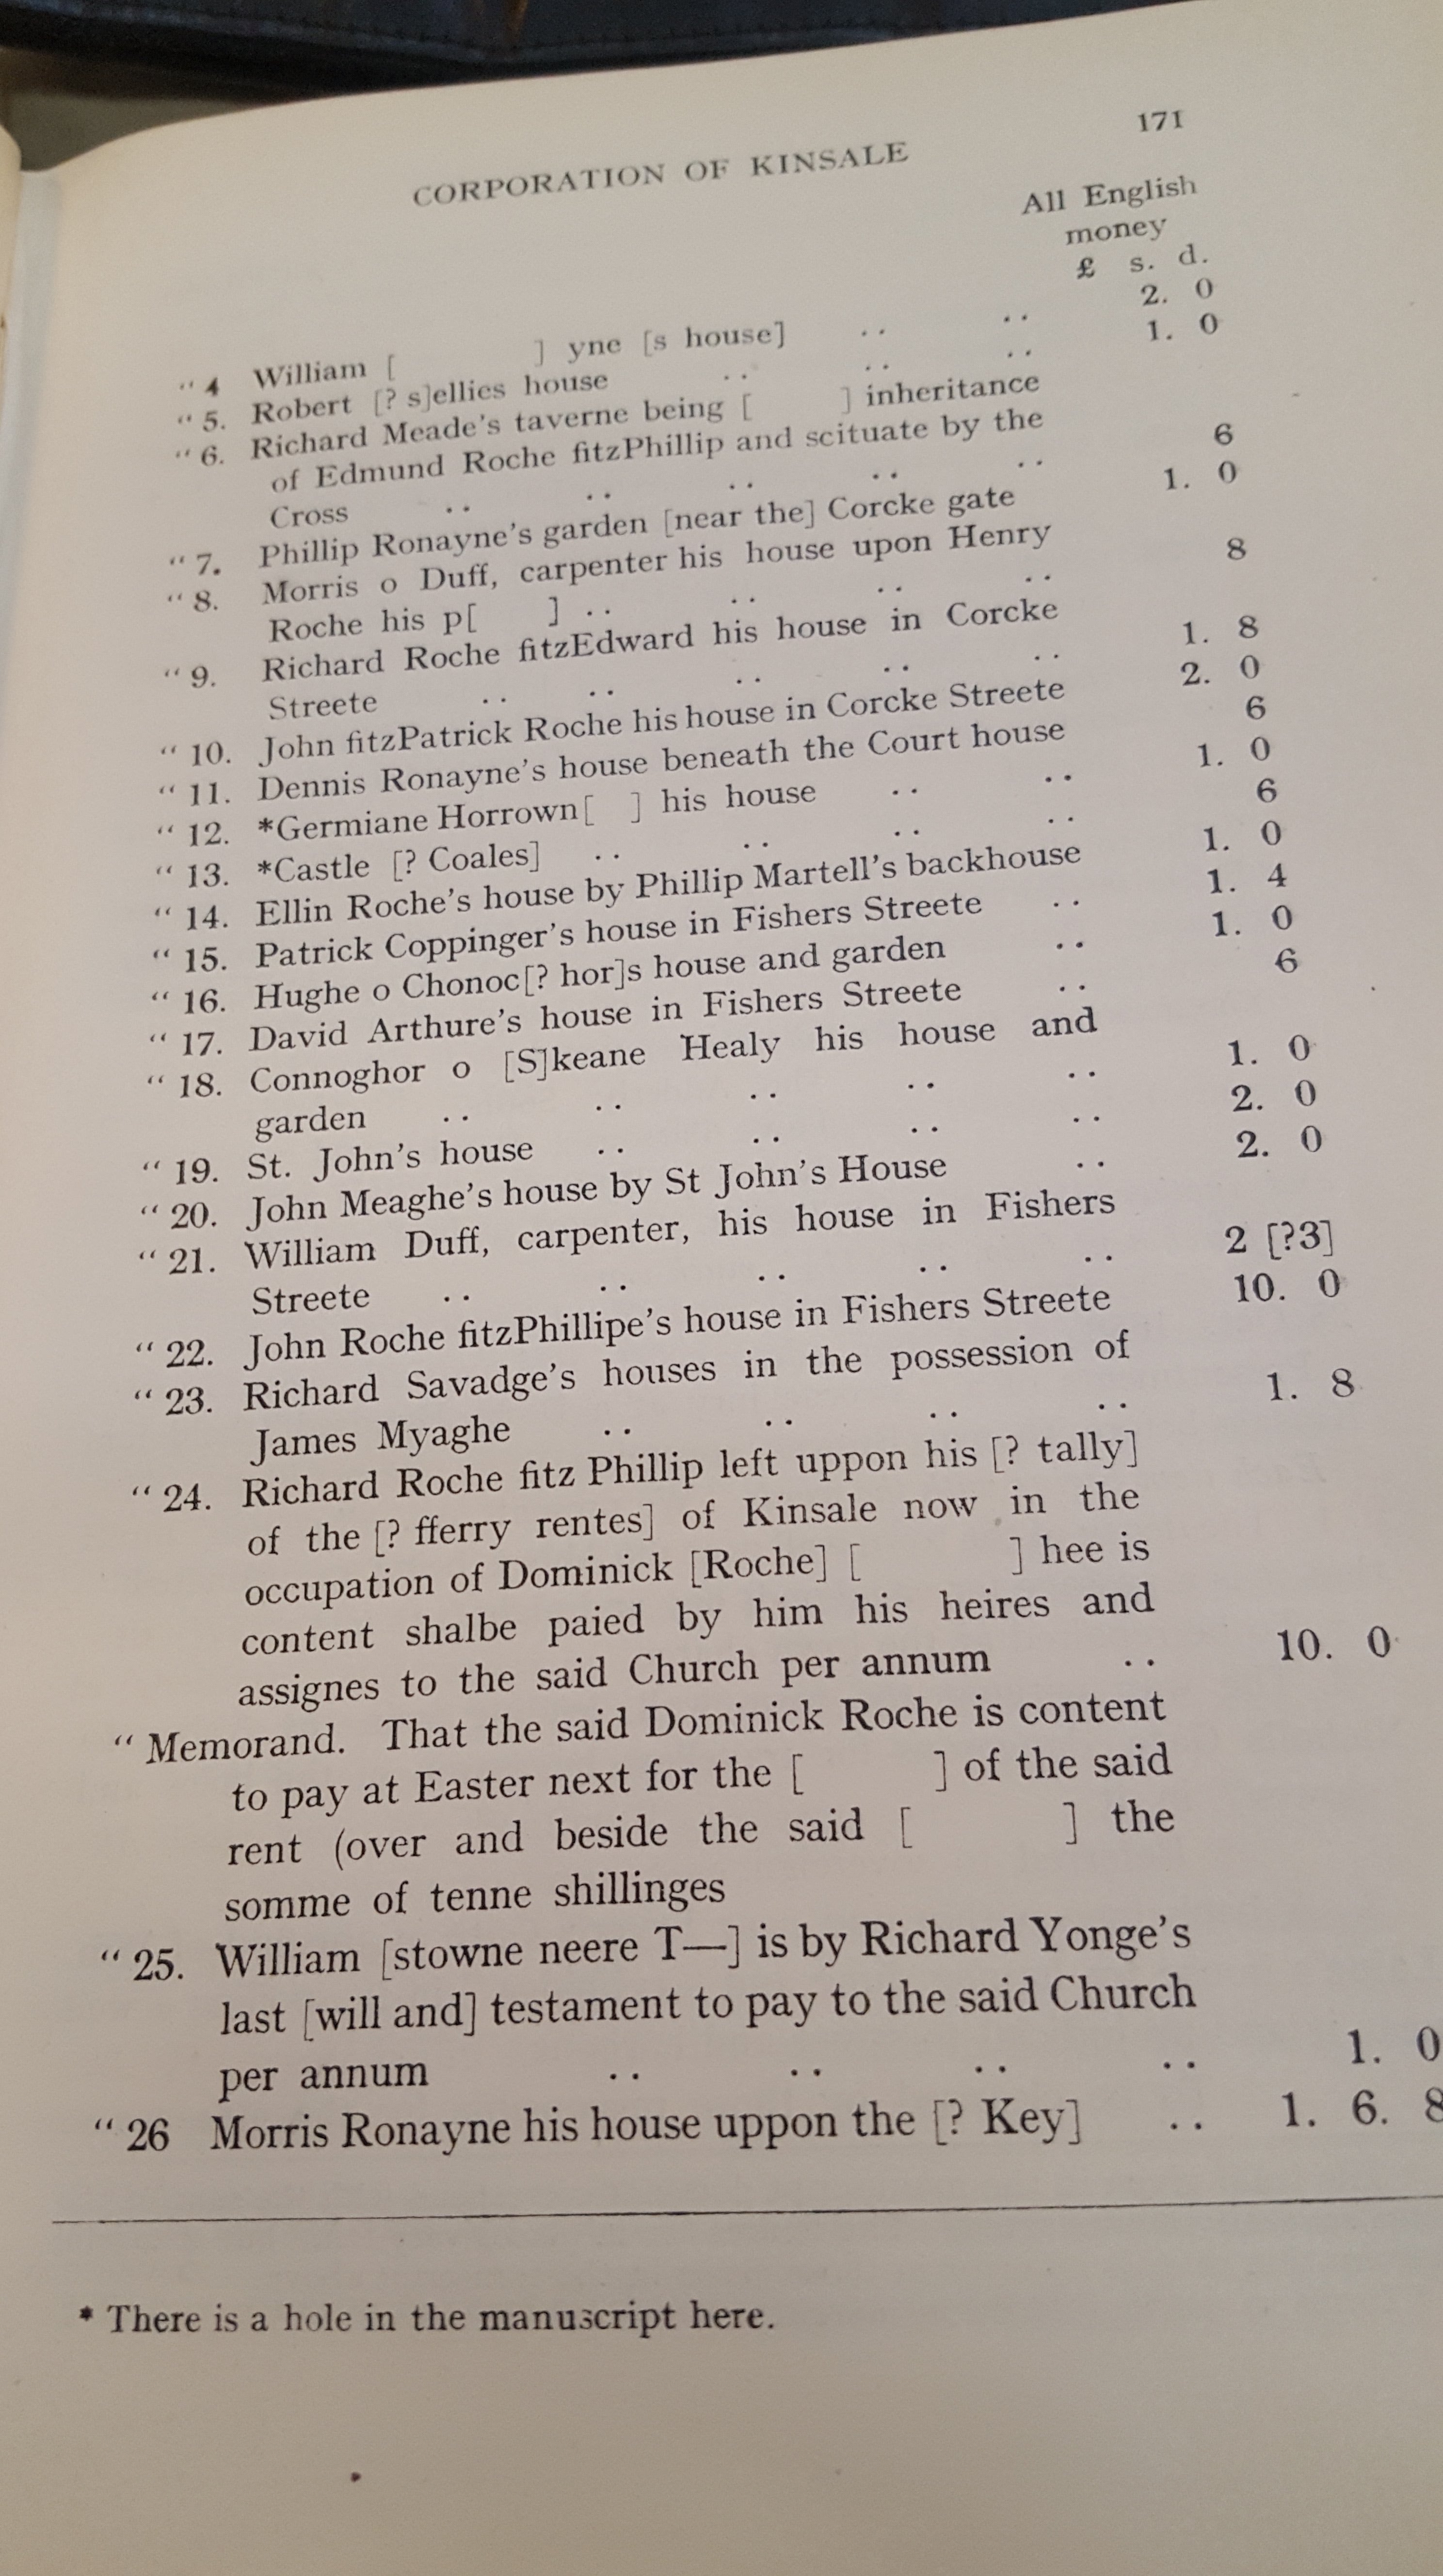 171
CORPORATION OF KINSALE
All English
money
£ s. d.
“ 4 William [ ] yne [s house] .. .. 2. 0
“ 5. Robert [? s]ellies house .. .. .. 1. 0
“ 6. Richard Meade's taverne being [ ] inheritance
of Edmund Roche fitzPhillip and scituate by the
Cross .. .. .. .. .. 6
“ 7. Phillip Ronayne's garden [near the] Corcke gate 1. 0
“ 8. Morris o Duff, carpenter his house upon Henry
Roche his p[ ] .. .. .. .. 8
“ 9. Richard Roche fitzEdward his house in Corcke
Streete .. .. .. .. .. 1. 8
“ 10. John fitzPatrick Roche his house in Corcke Streete 2. 0
“ 11. Dennis Ronayne's house beneath the Court house 6
“ 12. *Germiane Horrown[ ] his house .. .. 1. 0
“ 13. *Castle [? Coales] .. .. .. .. 6
“ 14. Ellin Roche's house by Phillip Martell's backhouse 1. 0
“ 15. Patrick Coppinger's house in Fishers Streete .. 1. 4
“ 16. Hughe o Chonoc[? hor]s house and garden .. 1. 0
“ 17. David Arthure's house in Fishers Streete .. 6
“ 18. Connoghor o [S]keane Healy his house and
garden .. .. .. .. .. 1. 0
“ 19. St. John's house .. .. .. .. 2. 0
“ 20. John Meaghe's house by St John's House .. 2. 0
“ 21. William Duff, carpenter, his house in Fishers
Streete .. .. .. .. .. 2 [?3]
“ 22. John Roche fitzPhillipe's house in Fishers Streete 10. 0
“ 23. Richard Savadge's houses in the possession of
James Myaghe .. .. .. .. 1. 8
“ 24. Richard Roche fitz Phillip left uppon his [? tally]
of the [? fferry rentes] of Kinsale now in the
occupation of Dominick [Roche] [ ] hee is
content shalbe paied by him his heires and
assignes to the said Church per annum .. 10. 0
“ Memorand. That the said Dominick Roche is content
to pay at Easter next for the [ ] of the said
rent (over and beside the said [ ] the
somme of tenne shillinges
“ 25. William [stowne neere T—] is by Richard Yonge's
last [will and] testament to pay to the said Church
per annum .. .. .. .. 1. 0
“ 26 Morris Ronayne his house uppon the [? Key] .. 1. 6. 8
* There is a hole in the manuscript here.